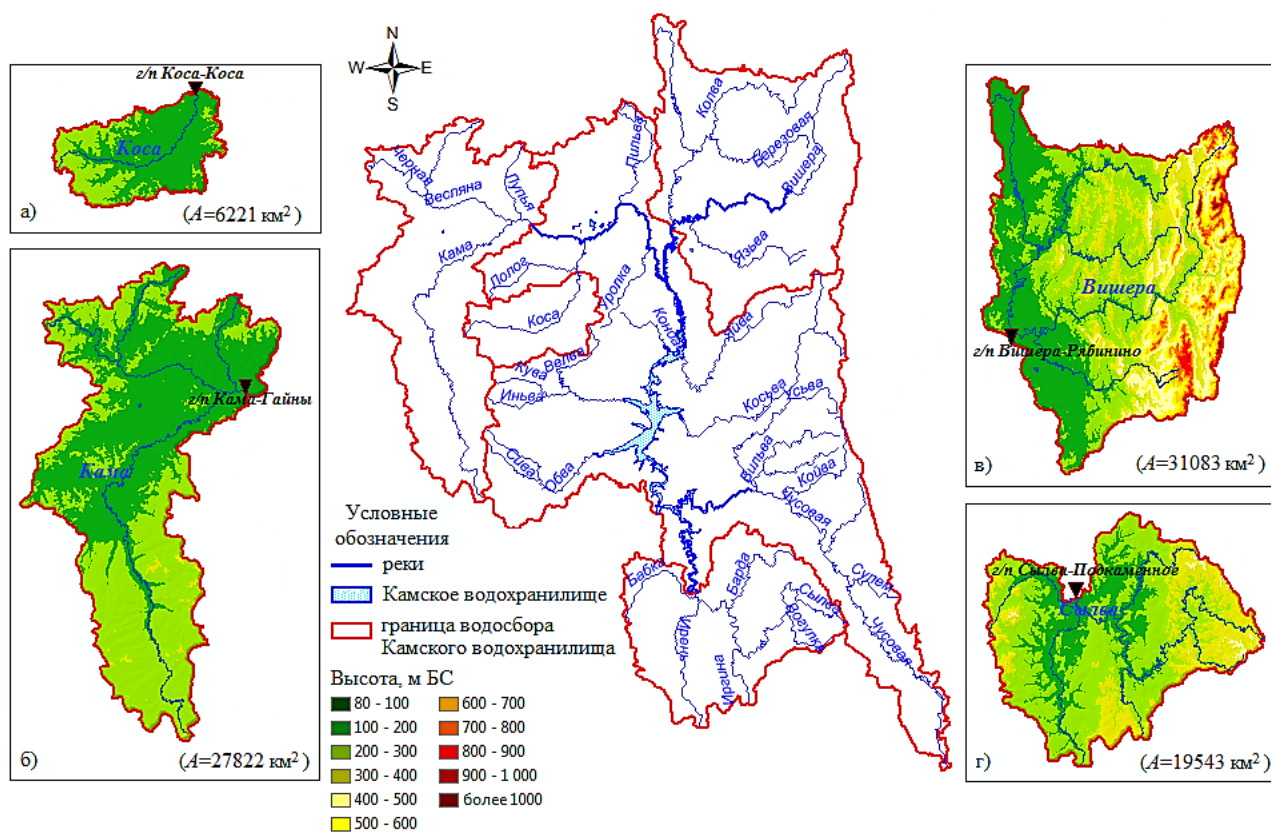 г/п Коса-Коса
Коса
а)
(A=6221 км²)
г/п Кама-Гайны
Кама
б)
(A=27822 км²)
N
W
E
S
Колва
Березовая
Вишера
Пильва
Черная
Весляна
Пулья
Язьва
Кама
Лолог
Уролка
Коса
Яйва
Кува
Велва
Иньва
Косьва
Усьва
Вильва
Сива
Обва
Койва
Чусовая
Бабка
Барда
Сылва
Сулем
Вогулка
Ирень
Чусовая
Иргина
Условные
обозначения
реки
Камское водохранилище
граница водосбора
Камского водохранилища
Высота, м БС
80 - 100
100 - 200
200 - 300
300 - 400
400 - 500
500 - 600
600 - 700
700 - 800
800 - 900
900 - 1 000
более 1000
Вишера
г/п Вишера-Рябинино
в)
(A=31083 км²)
г/п Сылва-Подкаменное
Сылва
г)
(A=19543 км²)